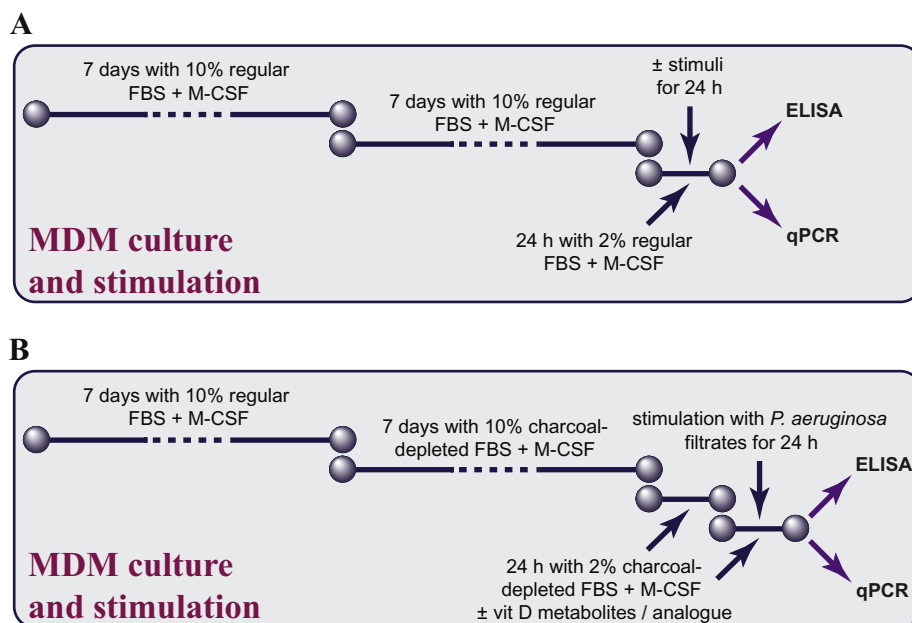 A
7 days with 10% regular
FBS + M-CSF
7 days with 10% regular
FBS + M-CSF
± stimuli
for 24 h
ELISA
qPCR
24 h with 2% regular
FBS + M-CSF
MDM culture
and stimulation
B
7 days with 10% regular
FBS + M-CSF
7 days with 10% charcoal-
depleted FBS + M-CSF
stimulation with P. aeruginosa
filtrates for 24 h
ELISA
qPCR
24 h with 2% charcoal-
depleted FBS + M-CSF
± vit D metabolites / analogue
MDM culture
and stimulation